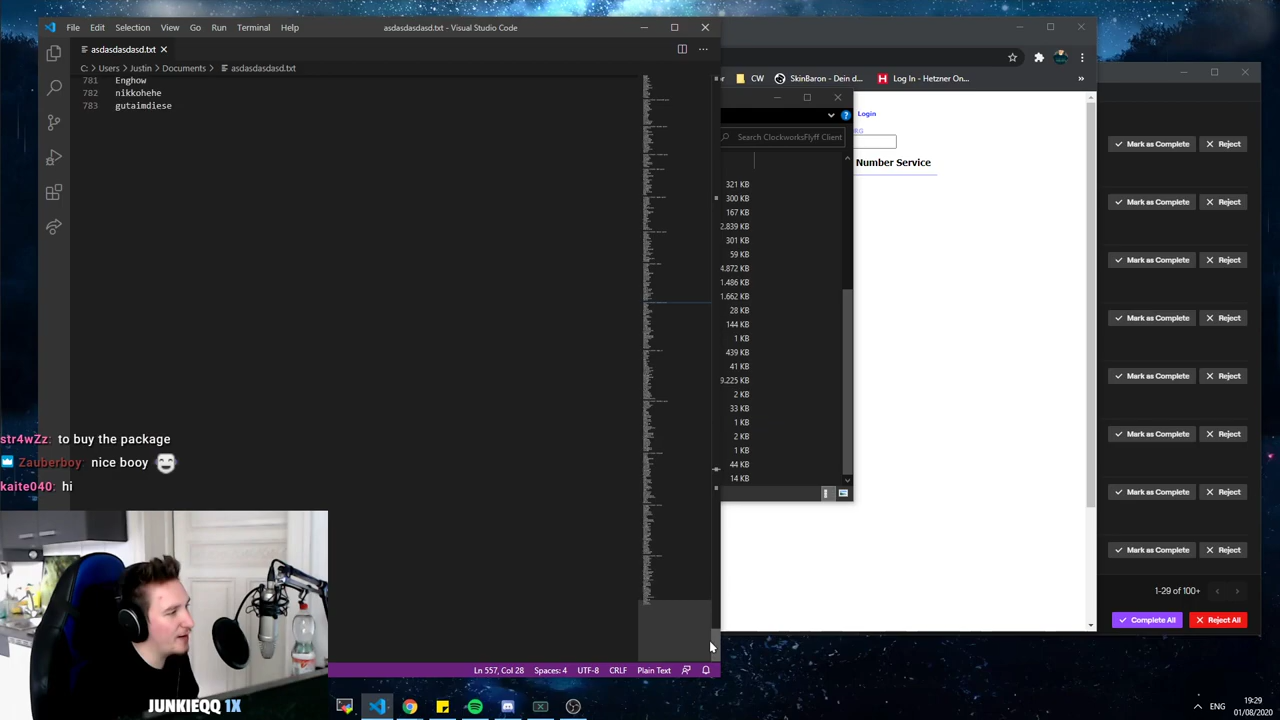 File Edit Selection View Go Run Terminal Help
asdasdasdasd.txt - Visual Studio Code
asdasdasdasd.txt
C: > Users > Justin > Documents > asdasdasdasd.txt
781 Enghow
782 nikkohehe
783 gutaimdiese
CW
SkinBaron - Dein d...
Log In - Hetzner On...
»
Login
Search ClockworksFlyff Client
Number Service
321 KB
300 KB
167 KB
2.839 KB
301 KB
59 KB
4.872 KB
1.486 KB
1.662 KB
28 KB
144 KB
1 KB
439 KB
41 KB
9.225 KB
2 KB
33 KB
1 KB
2 KB
1 KB
44 KB
14 KB
Mark as Complete Reject
Mark as Complete Reject
Mark as Complete Reject
Mark as Complete Reject
Mark as Complete Reject
Mark as Complete Reject
Mark as Complete Reject
Mark as Complete Reject
1-29 of 100+
Complete All Reject All
str4wZz: to buy the package
Zauberboy: nice booy
kaite040: hi
Ln 557, Col 28 Spaces: 4 UTF-8 CRLF Plain Text
JUNKIEQQ 1X
ENG
19:29
01/08/2020